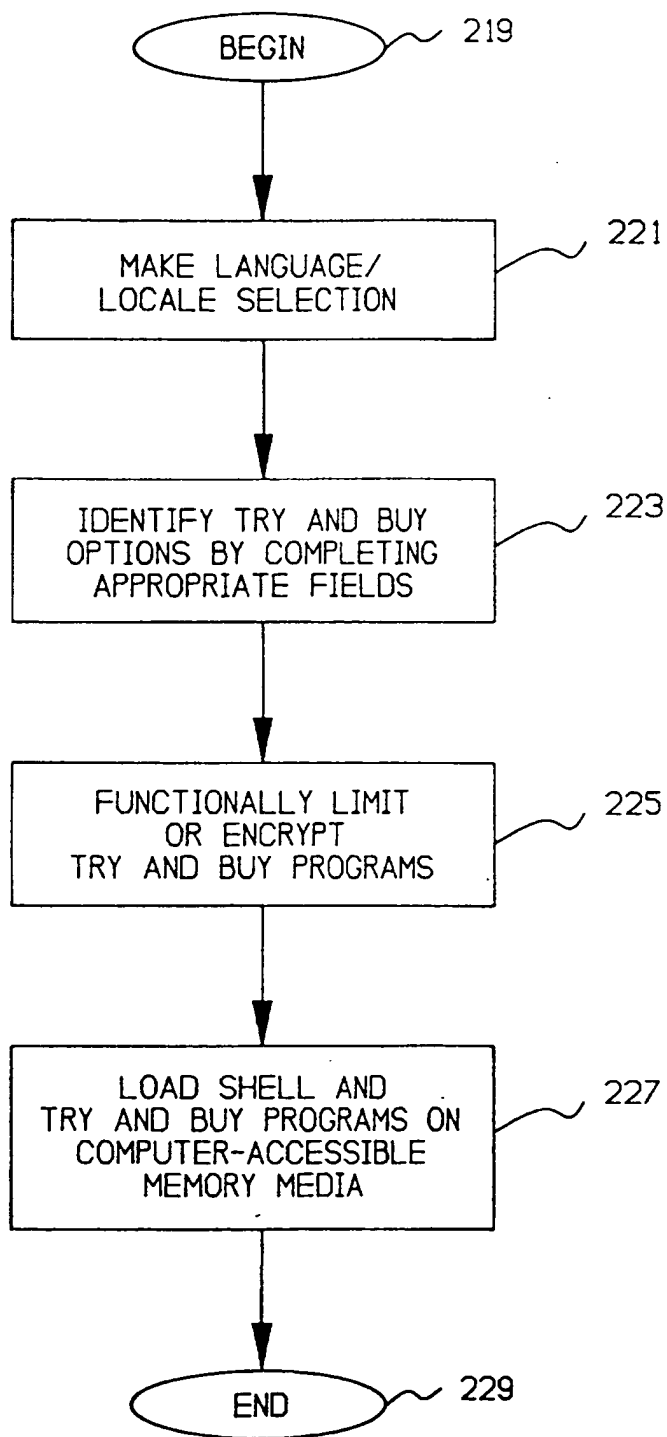 BEGIN
219
MAKE LANGUAGE/
LOCALE SELECTION
221
IDENTIFY TRY AND BUY
OPTIONS BY COMPLETING
APPROPRIATE FIELDS
223
FUNCTIONALLY LIMIT
OR ENCRYPT
TRY AND BUY PROGRAMS
225
LOAD SHELL AND
TRY AND BUY PROGRAMS ON
COMPUTER-ACCESSIBLE
MEMORY MEDIA
227
END
229